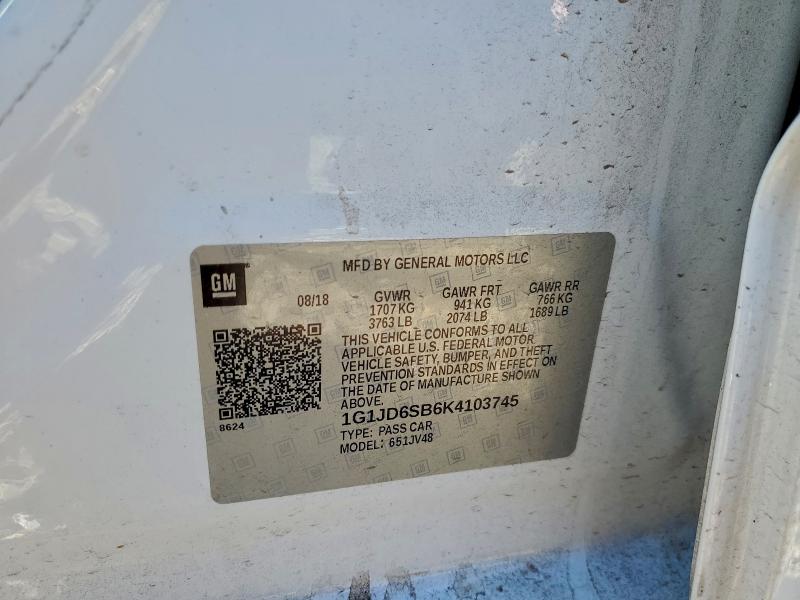 GM
MFD BY GENERAL MOTORS LLC
08/18 GVWR GAWR FRT GAWR RR
1707 KG 941 KG 766 KG
3763 LB 2074 LB 1689 LB
THIS VEHICLE CONFORMS TO ALL
APPLICABLE U.S. FEDERAL MOTOR
VEHICLE SAFETY, BUMPER, AND THEFT
PREVENTION STANDARDS IN EFFECT ON
THE DATE OF MANUFACTURE SHOWN
ABOVE.
1G1JD6SB6K4103745
TYPE: PASS CAR
MODEL: 651JV48
8624